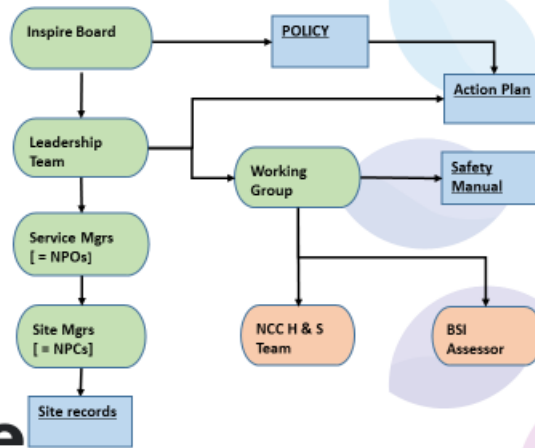 Inspire Board
POLICY
Action Plan
Leadership
Team
Working
Group
Safety
Manual
Service Mgrs
[ = NPOs]
Site Mgrs
[ = NPCs]
NCC H & S
Team
BSI
Assessor
Site records
e